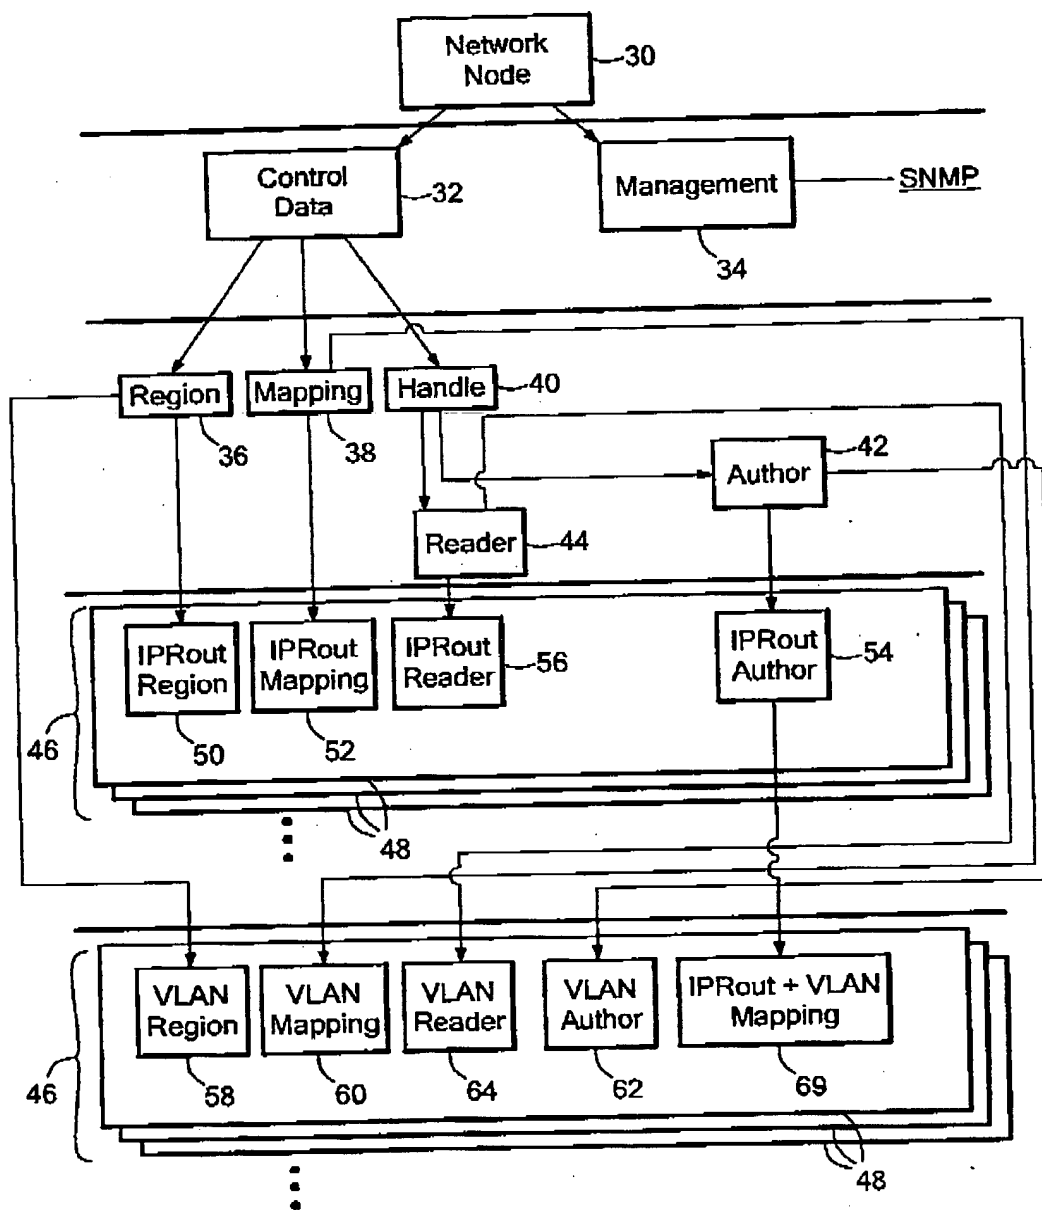 Network
Node
30
Control
Data
32
Management
SNMP
34
Region
Mapping
Handle
40
36
38
42
Author
Reader
44
46
IPRout
Region
IPRout
Mapping
IPRout
Reader
56
IPRout
Author
54
50
52
48
46
VLAN
Region
VLAN
Mapping
VLAN
Reader
VLAN
Author
IPRout + VLAN
Mapping
58
60
64
62
69
48